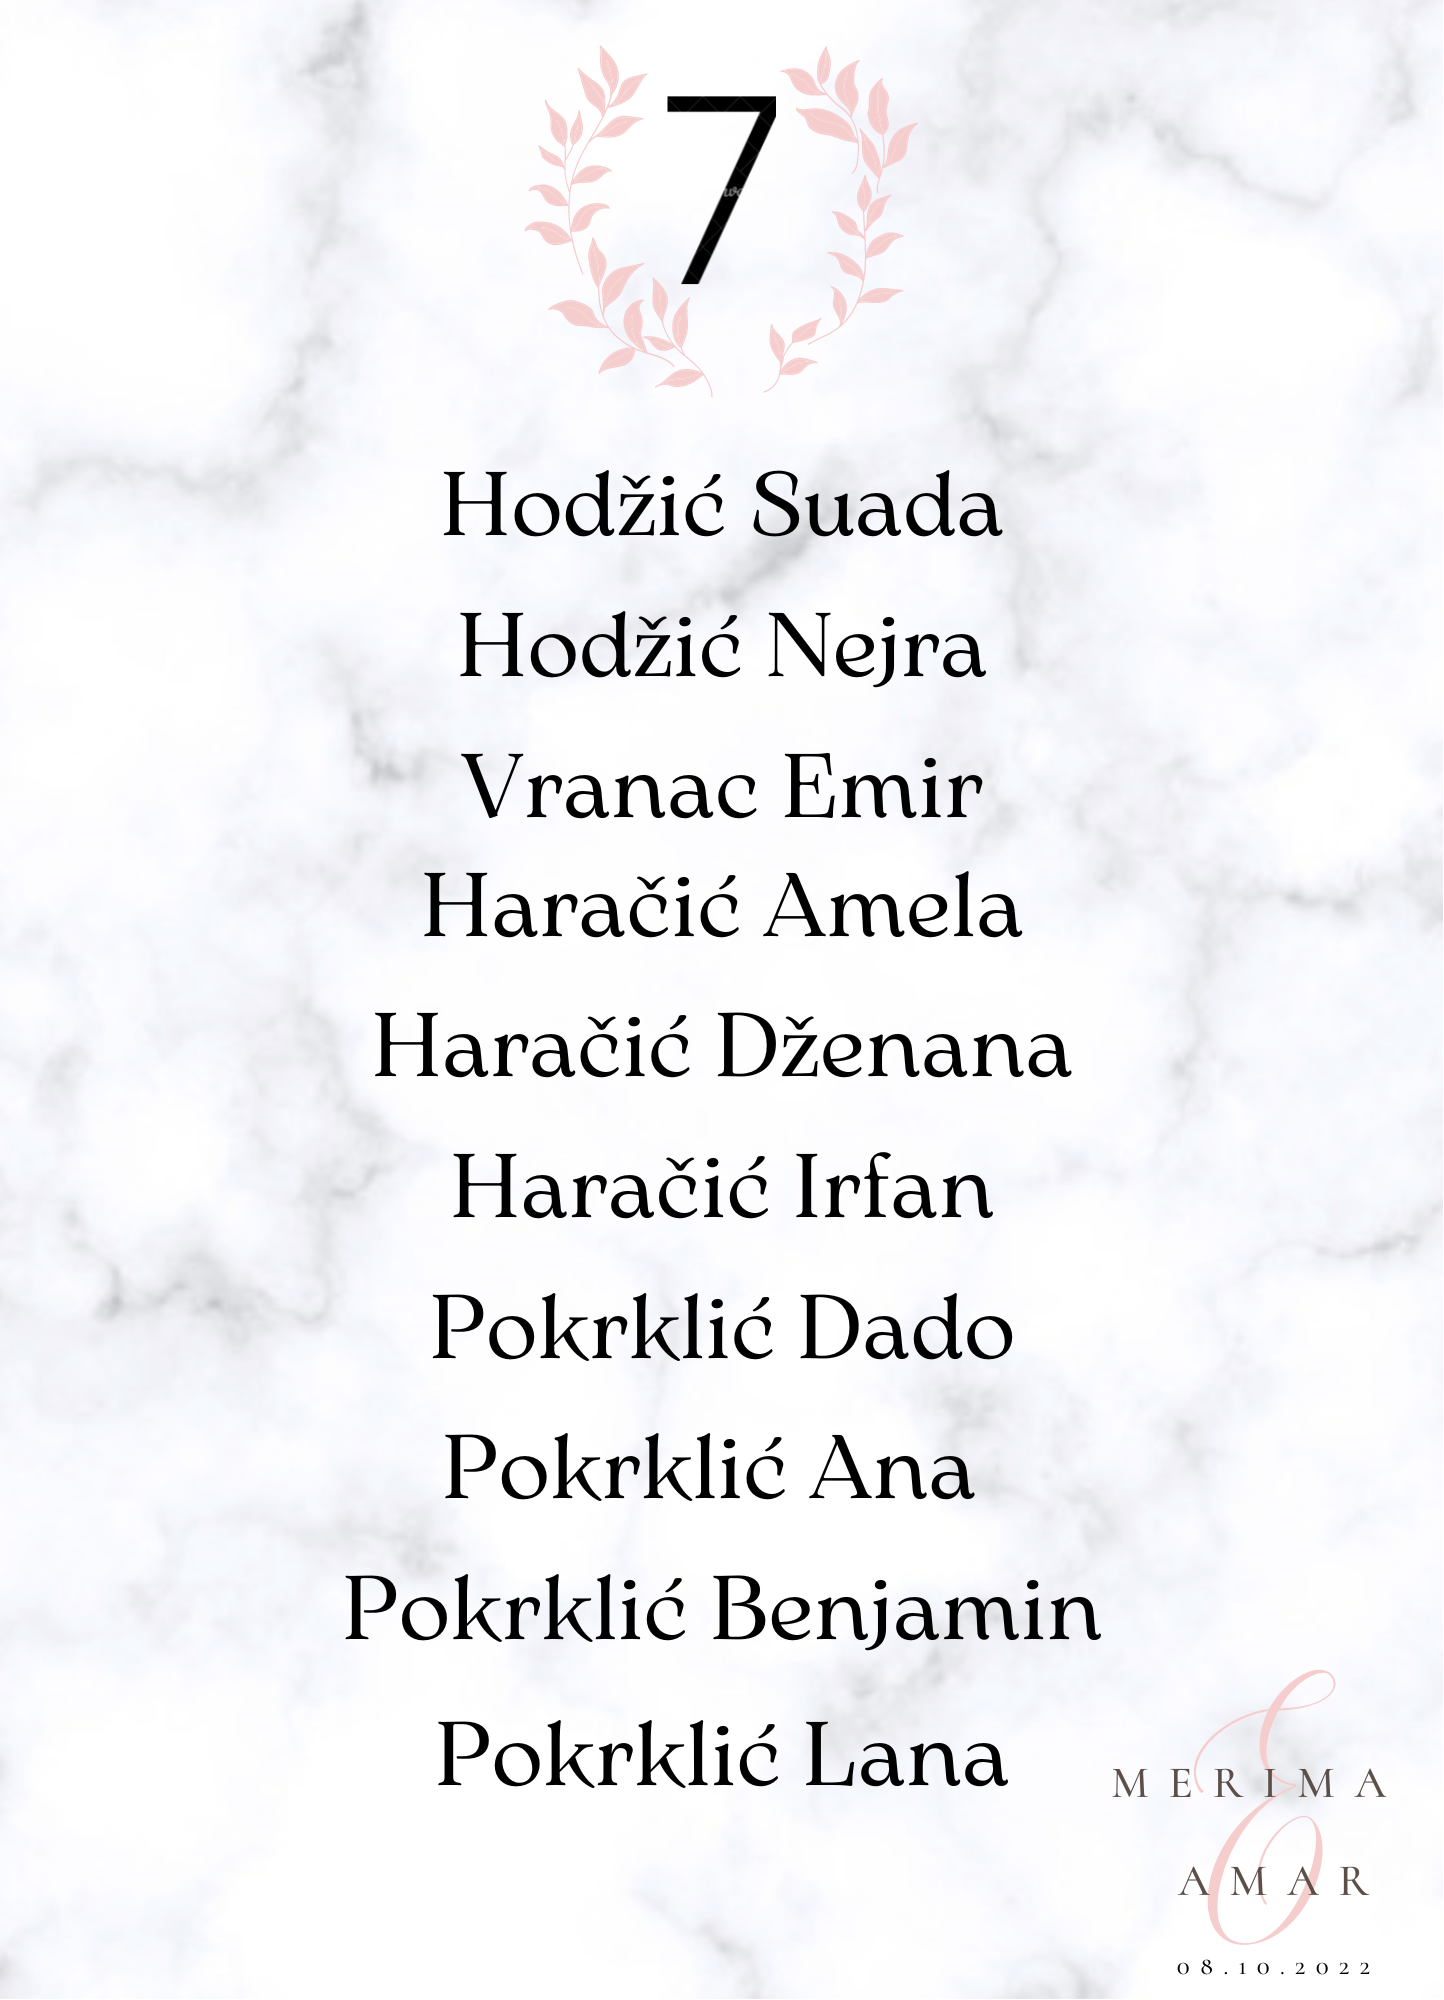 7
Hodžić Suada
Hodžić Nejra
Vranac Emir
Haračić Amela
Haračić Dženana
Haračić Irfan
Pokrklić Dado
Pokrklić Ana
Pokrklić Benjamin
Pokrklić Lana
MERIMA
&
AMAR
08.10.2022